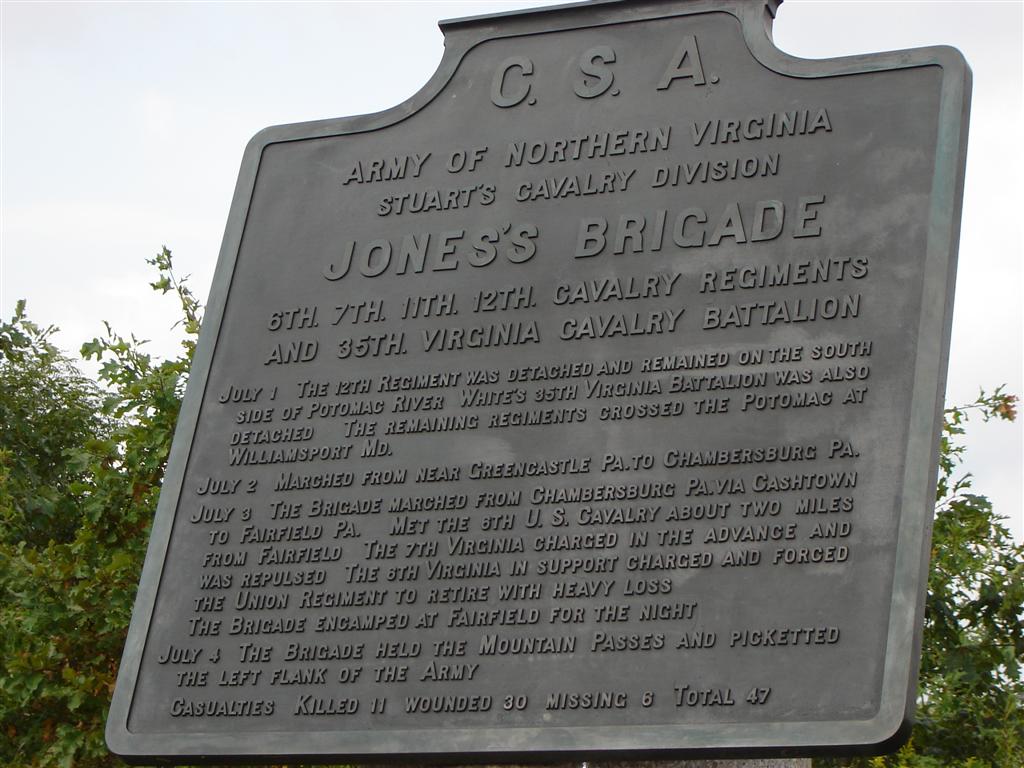 C. S. A.
ARMY OF NORTHERN VIRGINIA
STUART'S CAVALRY DIVISION
JONES'S BRIGADE
6TH. 7TH. 11TH. 12TH. CAVALRY REGIMENTS
AND 35TH. VIRGINIA CAVALRY BATTALION
JULY 1 THE 12TH REGIMENT WAS DETACHED AND REMAINED ON THE SOUTH
SIDE OF POTOMAC RIVER WHITE'S 35TH VIRGINIA BATTALION WAS ALSO
DETACHED THE REMAINING REGIMENTS CROSSED THE POTOMAC AT
WILLIAMSPORT MD.
JULY 2 MARCHED FROM NEAR GREENCASTLE PA. TO CHAMBERSBURG PA.
JULY 3 THE BRIGADE MARCHED FROM CHAMBERSBURG PA. VIA CASHTOWN
TO FAIRFIELD PA. MET THE 6TH U. S. CAVALRY ABOUT TWO MILES
FROM FAIRFIELD THE 7TH VIRGINIA CHARGED IN THE ADVANCE AND
WAS REPULSED THE 6TH VIRGINIA IN SUPPORT CHARGED AND FORCED
THE UNION REGIMENT TO RETIRE WITH HEAVY LOSS
THE BRIGADE ENCAMPED AT FAIRFIELD FOR THE NIGHT
JULY 4 THE BRIGADE HELD THE MOUNTAIN PASSES AND PICKETTED
THE LEFT FLANK OF THE ARMY
CASUALTIES KILLED 11 WOUNDED 30 MISSING 6 TOTAL 47